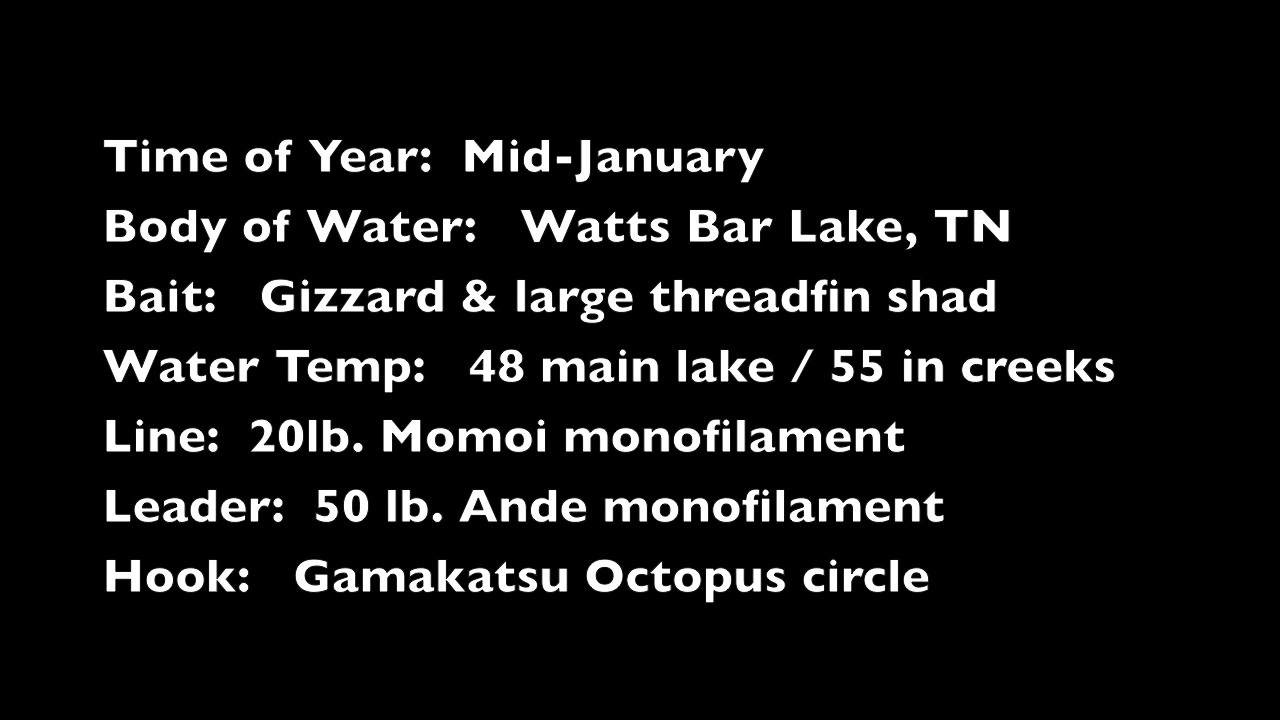 Time of Year: Mid-January
Body of Water: Watts Bar Lake, TN
Bait: Gizzard & large threadfin shad
Water Temp: 48 main lake / 55 in creeks
Line: 20lb. Momoi monofilament
Leader: 50 lb. Ande monofilament
Hook: Gamakatsu Octopus circle